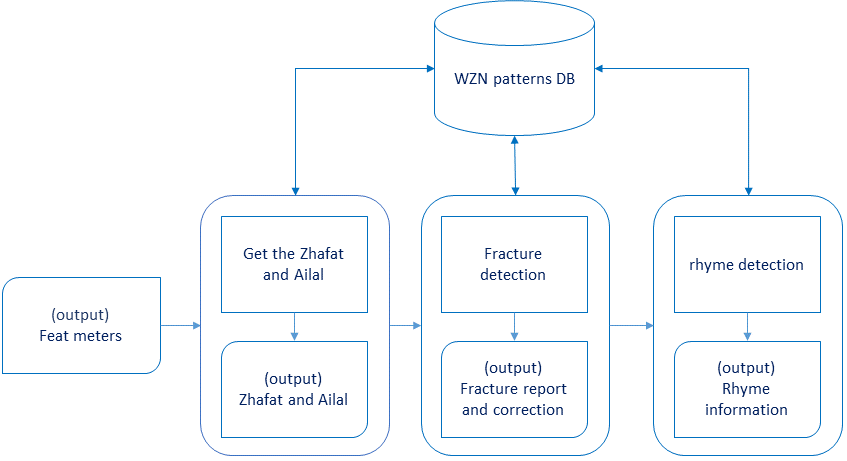 WZN patterns DB
(output)
Feat meters
Get the Zhafat
and Ailal
(output)
Zhafat and Ailal
Fracture
detection
(output)
Fracture report
and correction
rhyme detection
(output)
Rhyme
information